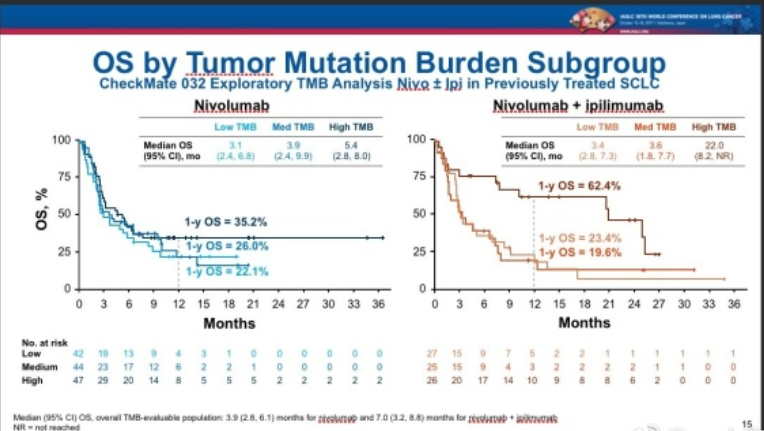 IASLC 18TH WORLD CONFERENCE ON LUNG CANCER
OS by Tumor Mutation Burden Subgroup
CheckMate 032 Exploratory TMB Analysis Nivo ± Ipi in Previously Treated SCLC
Nivolumab
Low TMB Med TMB High TMB
Median OS 3.1 3.9 5.4
(95% CI), mo (2.4, 6.8) (2.4, 9.9) (2.8, 8.0)
OS, %
100
75
50
25
0
1-y OS = 35.2%
1-y OS = 26.0%
1-y OS = 22.1%
0 3 6 9 12 15 18 21 24 27 30 33 36
Months
Nivolumab + ipilimumab
Low TMB Med TMB High TMB
Median OS 3.4 3.6 22.0
(95% CI), mo (2.8, 7.3) (1.8, 7.7) (8.2, NR)
100
75
50
25
0
1-y OS = 62.4%
1-y OS = 23.4%
1-y OS = 19.6%
0 3 6 9 12 15 18 21 24 27 30 33 36
Months
No. at risk
Low 42 19 13 9 4 3 1 0 0 0 0 0 0 27 15 9 7 5 2 2 1 1 1 1 1 1
Medium 44 23 17 12 6 2 2 1 0 0 0 0 0 25 15 9 4 3 2 2 2 2 1 1 0 0
High 47 29 20 14 8 5 5 5 2 2 2 2 2 26 20 17 14 10 9 8 8 6 2 0 0 0
Median (95% CI) OS, overall TMB-evaluable population: 3.9 (2.8, 6.1) months for nivolumab and 7.0 (3.2, 8.8) months for nivolumab + ipilimumab
NR = not reached
15